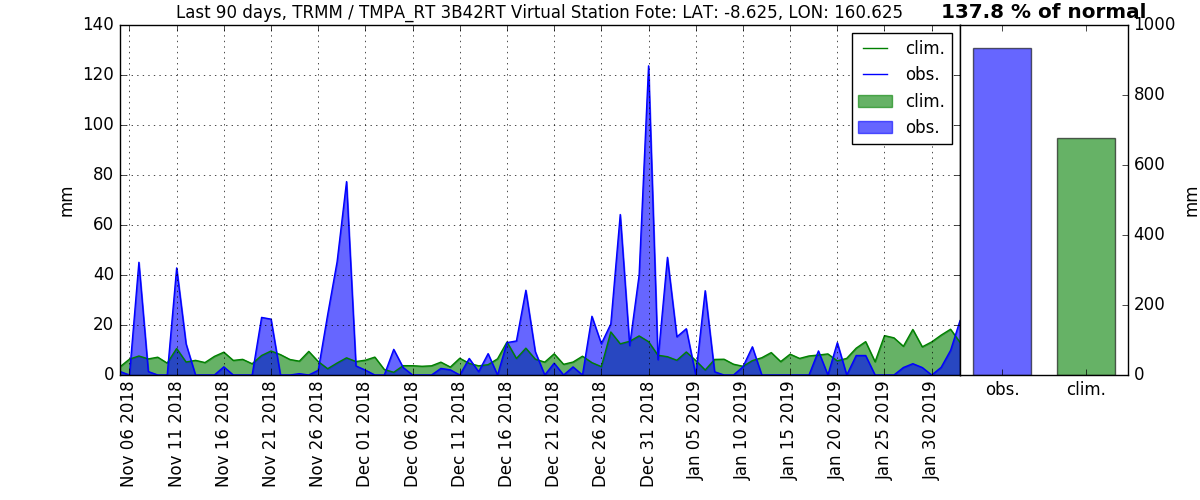 Last 90 days, TRMM / TMPA_RT 3B42RT Virtual Station Fote: LAT: -8.625, LON: 160.625
137.8 % of normal
140
120
100
80
60
40
20
0
mm
clim.
obs.
clim.
obs.
1000
800
600
400
200
0
mm
obs.
clim.
Nov 06 2018
Nov 11 2018
Nov 16 2018
Nov 21 2018
Nov 26 2018
Dec 01 2018
Dec 06 2018
Dec 11 2018
Dec 16 2018
Dec 21 2018
Dec 26 2018
Dec 31 2018
Jan 05 2019
Jan 10 2019
Jan 15 2019
Jan 20 2019
Jan 25 2019
Jan 30 2019